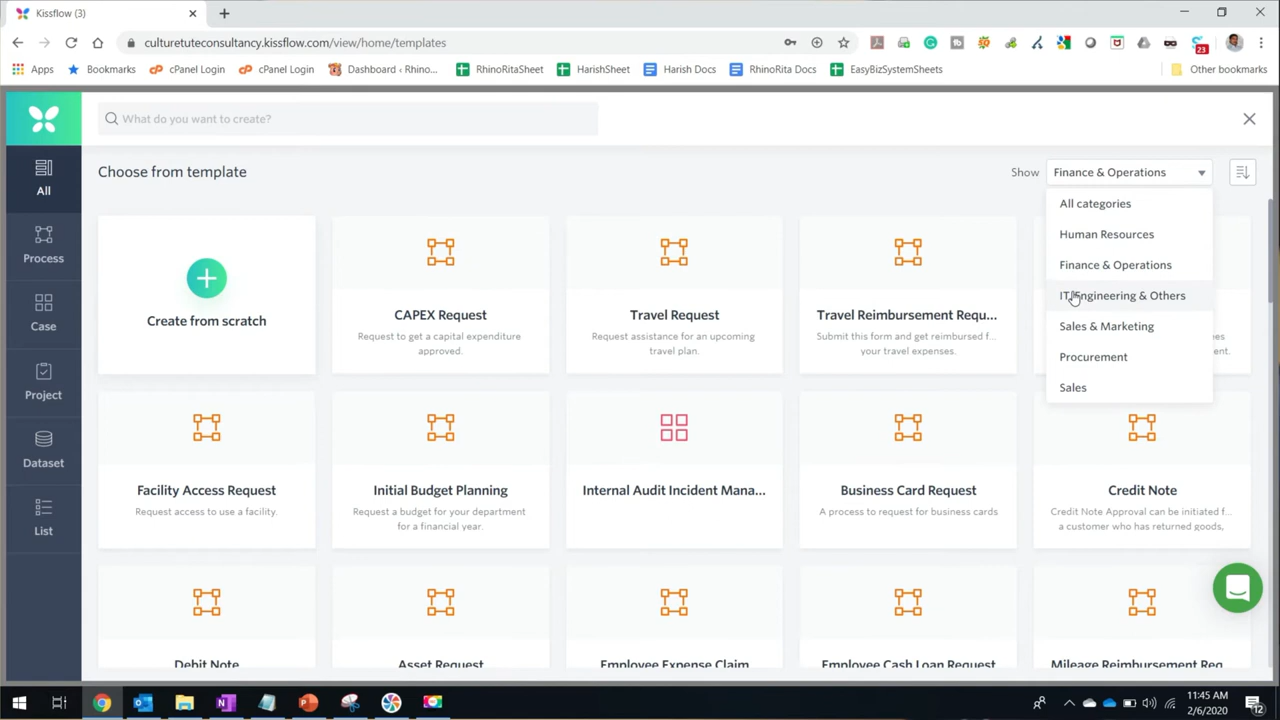 Kissflow (3)
culturetuteconsultancy.kissflow.com/view/home/templates
23
Apps
Bookmarks
cPanel Login
cPanel Login
Dashboard ‹ Rhino...
RhinoRitaSheet
HarishSheet
Harish Docs
RhinoRita Docs
EasyBizSystemSheets
Other bookmarks
What do you want to create?
All
Process
Case
Project
Dataset
List
Choose from template
Show
Finance & Operations
All categories
Human Resources
Finance & Operations
IT, Engineering & Others
Sales & Marketing
Procurement
Sales
Create from scratch
CAPEX Request
Request to get a capital expenditure
approved.
Travel Request
Request assistance for an upcoming
travel plan.
Travel Reimbursement Requ...
Submit this form and get reimbursed f...
your travel expenses.
Facility Access Request
Request access to use a facility.
Initial Budget Planning
Request a budget for your department
for a financial year.
Internal Audit Incident Mana...
Business Card Request
A process to request for business cards
Credit Note
Credit Note Approval can be initiated f...
a customer who has returned goods,
Debit Note
Asset Request
Employee Expense Claim
Employee Cash Loan Request
Mileage Reimbursement Req
11:45 AM
2/6/2020
12